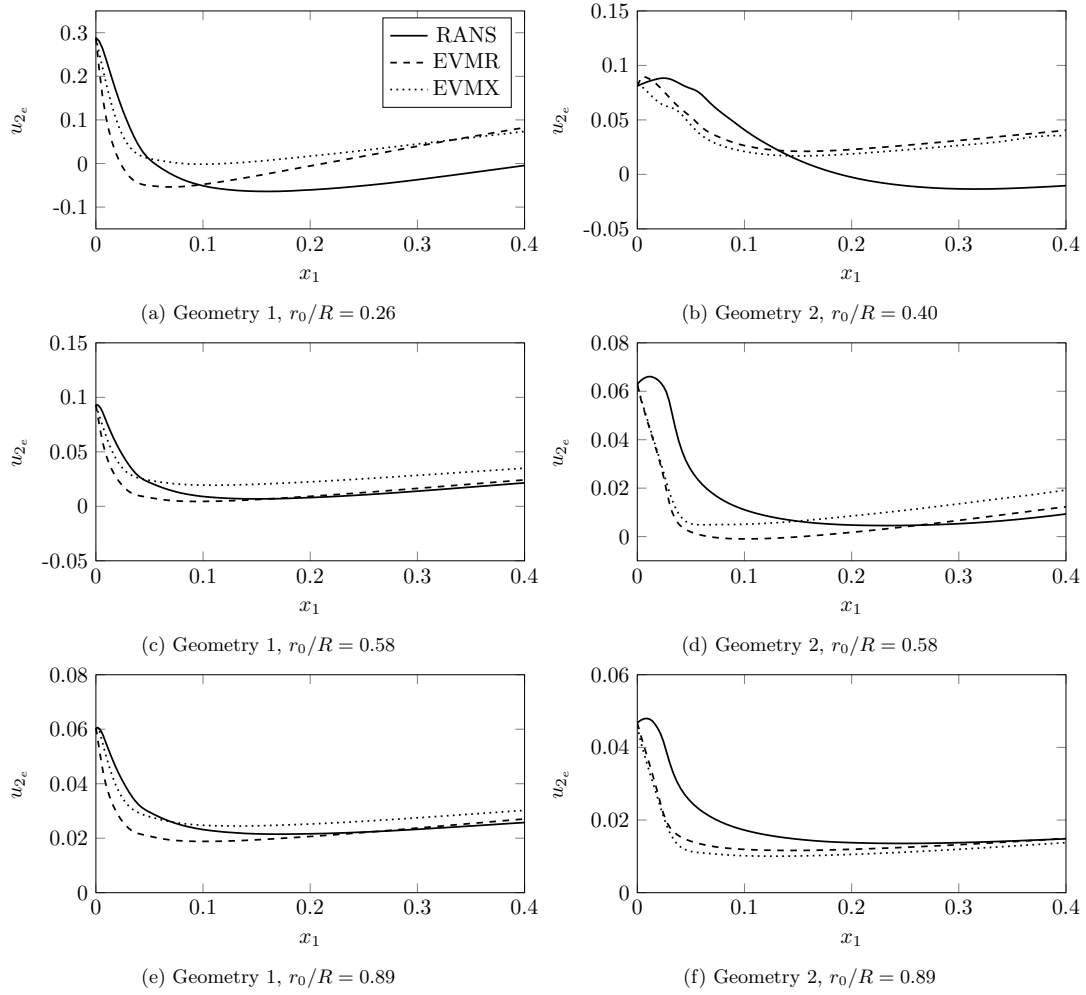 0.3
0.2
0.1
0
-0.1
u2e
RANS
EVMR
EVMX
0 0.1 0.2 0.3 0.4
x1
(a) Geometry 1, r0/R = 0.26
0.15
0.1
0.05
0
-0.05
u2e
0 0.1 0.2 0.3 0.4
x1
(b) Geometry 2, r0/R = 0.40
0.15
0.1
0.05
0
-0.05
u2e
0 0.1 0.2 0.3 0.4
x1
(c) Geometry 1, r0/R = 0.58
0.08
0.06
0.04
0.02
0
u2e
0 0.1 0.2 0.3 0.4
x1
(d) Geometry 2, r0/R = 0.58
0.08
0.06
0.04
0.02
0
u2e
0 0.1 0.2 0.3 0.4
x1
(e) Geometry 1, r0/R = 0.89
0.06
0.04
0.02
0
u2e
0 0.1 0.2 0.3 0.4
x1
(f) Geometry 2, r0/R = 0.89